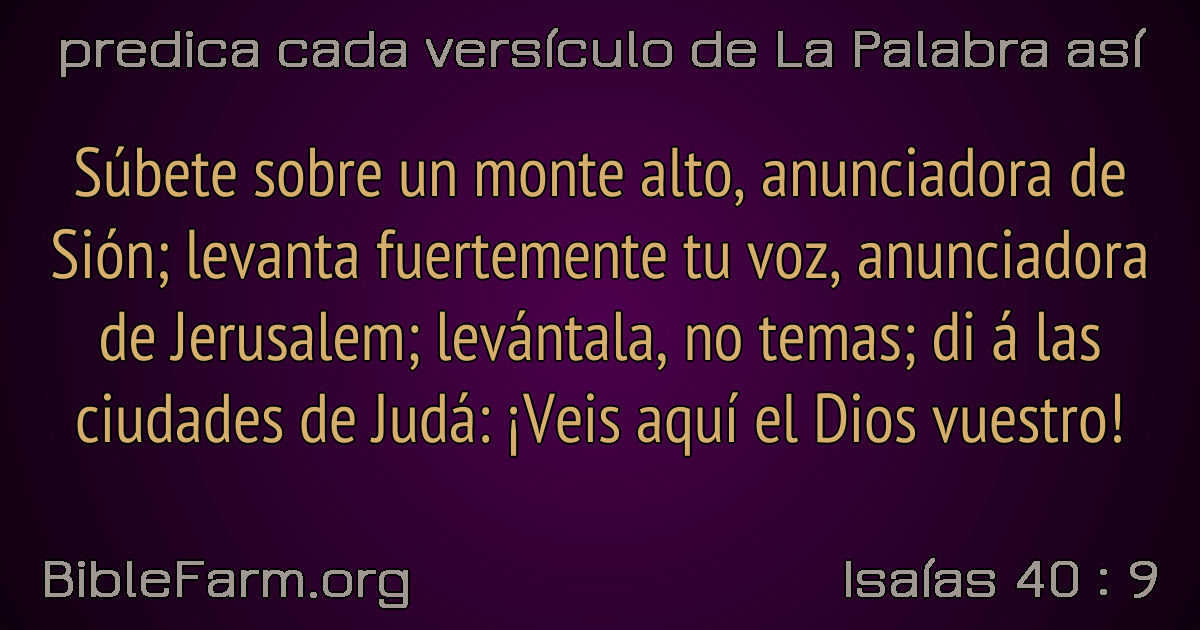 predica cada versículo de La Palabra así
Súbete sobre un monte alto, anunciadora de
Sión; levanta fuertemente tu voz, anunciadora
de Jerusalem; levántala, no temas; di á las
ciudades de Judá: ¡Veis aquí el Dios vuestro!
BibleFarm.org
Isaías 40 : 9